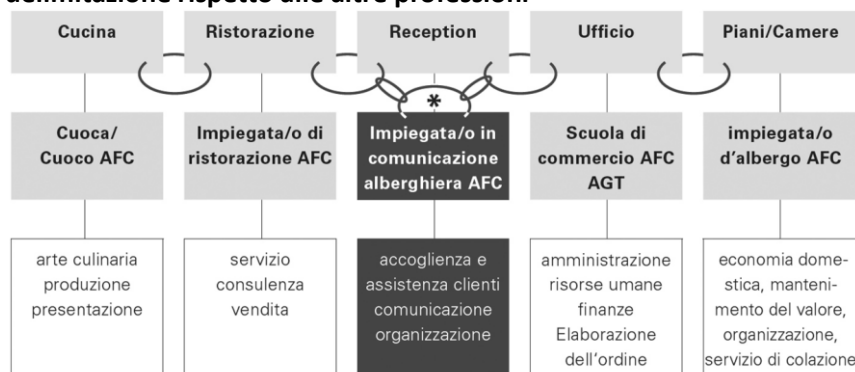 delimitazione rispetto alle altre professioni
Cucina
Ristorazione
Reception
Ufficio
Piani/Camere
*
Cuoca/
Cuoco AFC
Impiegata/o di
ristorazione AFC
Impiegata/o in
comunicazione
alberghiera AFC
Scuola di
commercio AFC
AGT
impiegata/o
d'albergo AFC
arte culinaria
produzione
presentazione
servizio
consulenza
vendita
accoglienza e
assistenza clienti
comunicazione
organizzazione
amministrazione
risorse umane
finanze
Elaborazione
dell'ordine
economia dome-
stica, manteni-
mento del valore,
organizzazione,
servizio di colazione